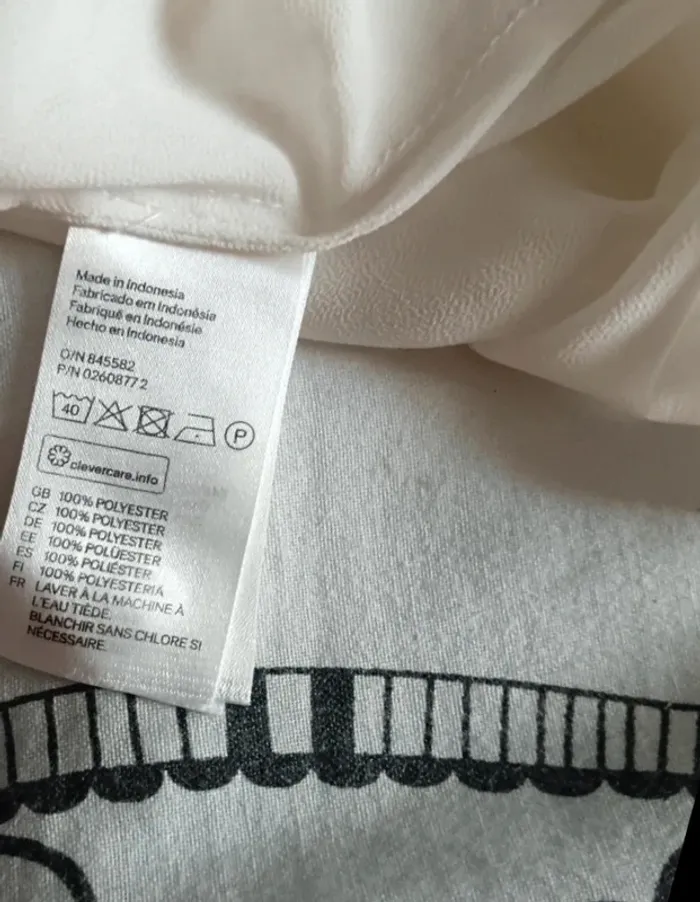 Made in Indonesia
Fabricado em Indonésia
Fabriqué en Indonésie
Hecho en Indonesia
O/N 845582
P/N 02608772
40 P
clevercare.info
GB 100% POLYESTER
CZ 100% POLYESTER
DE 100% POLYESTER
EE 100% POLÜESTER
ES 100% POLIÉSTER
FI 100% POLYESTERIÄ
FR LAVER À LA MACHINE À
L'EAU TIÈDE.
BLANCHIR SANS CHLORE SI
NÉCESSAIRE.